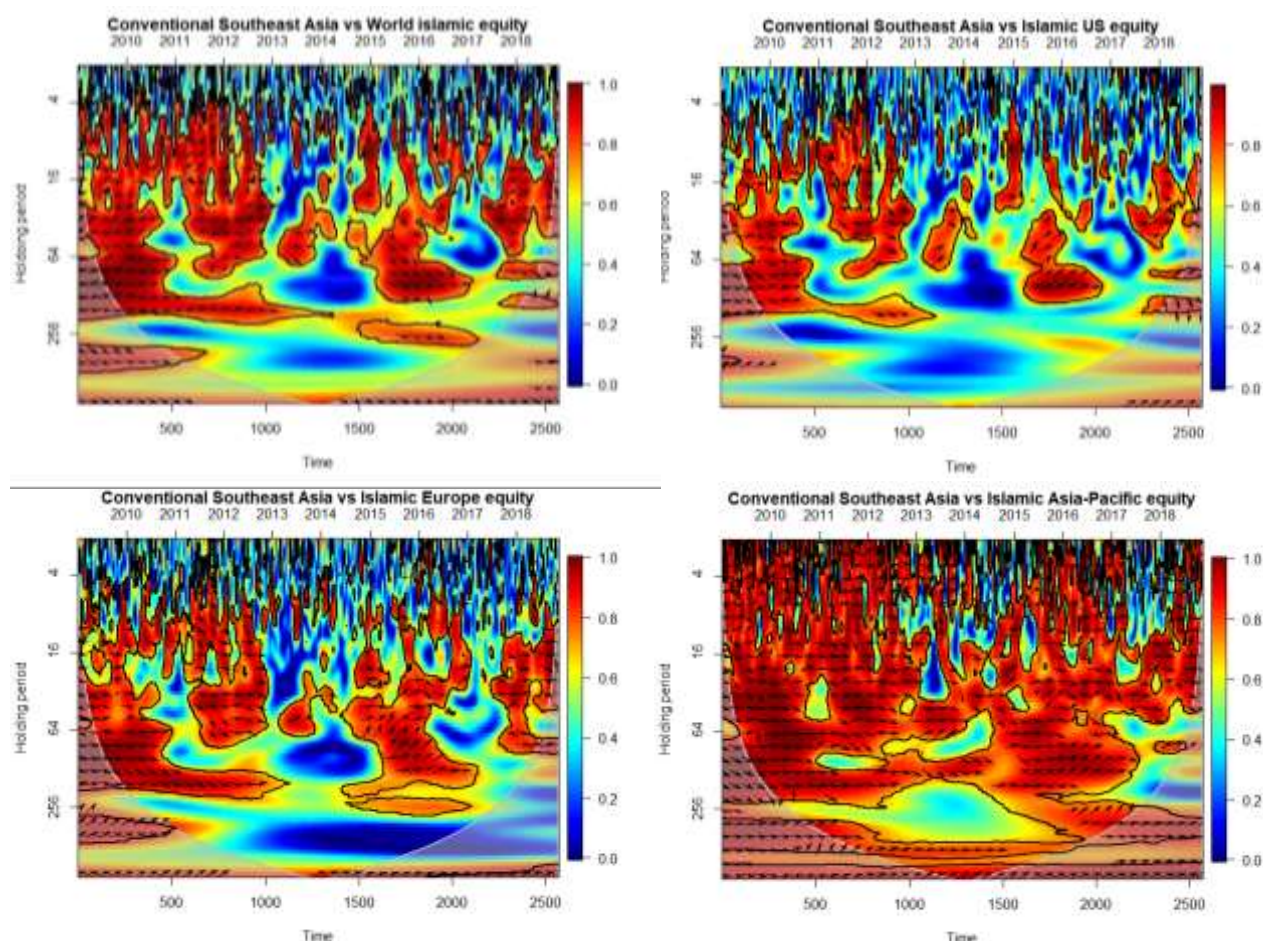 Conventional Southeast Asia vs World islamic equity
2010 2011 2012 2013 2014 2015 2016 2017 2018
Holding period
4
16
64
256
1.0
0.8
0.6
0.4
0.2
0.0
500 1000 1500 2000 2500
Time
Conventional Southeast Asia vs Islamic US equity
2010 2011 2012 2013 2014 2015 2016 2017 2018
Holding period
4
16
64
256
0.8
0.6
0.4
0.2
0.0
500 1000 1500 2000 2500
Time
Conventional Southeast Asia vs Islamic Europe equity
2010 2011 2012 2013 2014 2015 2016 2017 2018
Holding period
4
16
64
256
1.0
0.8
0.6
0.4
0.2
0.0
500 1000 1500 2000 2500
Time
Conventional Southeast Asia vs Islamic Asia-Pacific equity
2010 2011 2012 2013 2014 2015 2016 2017 2018
Holding period
4
16
64
256
1.0
0.8
0.6
0.4
0.2
0.0
500 1000 1500 2000 2500
Time